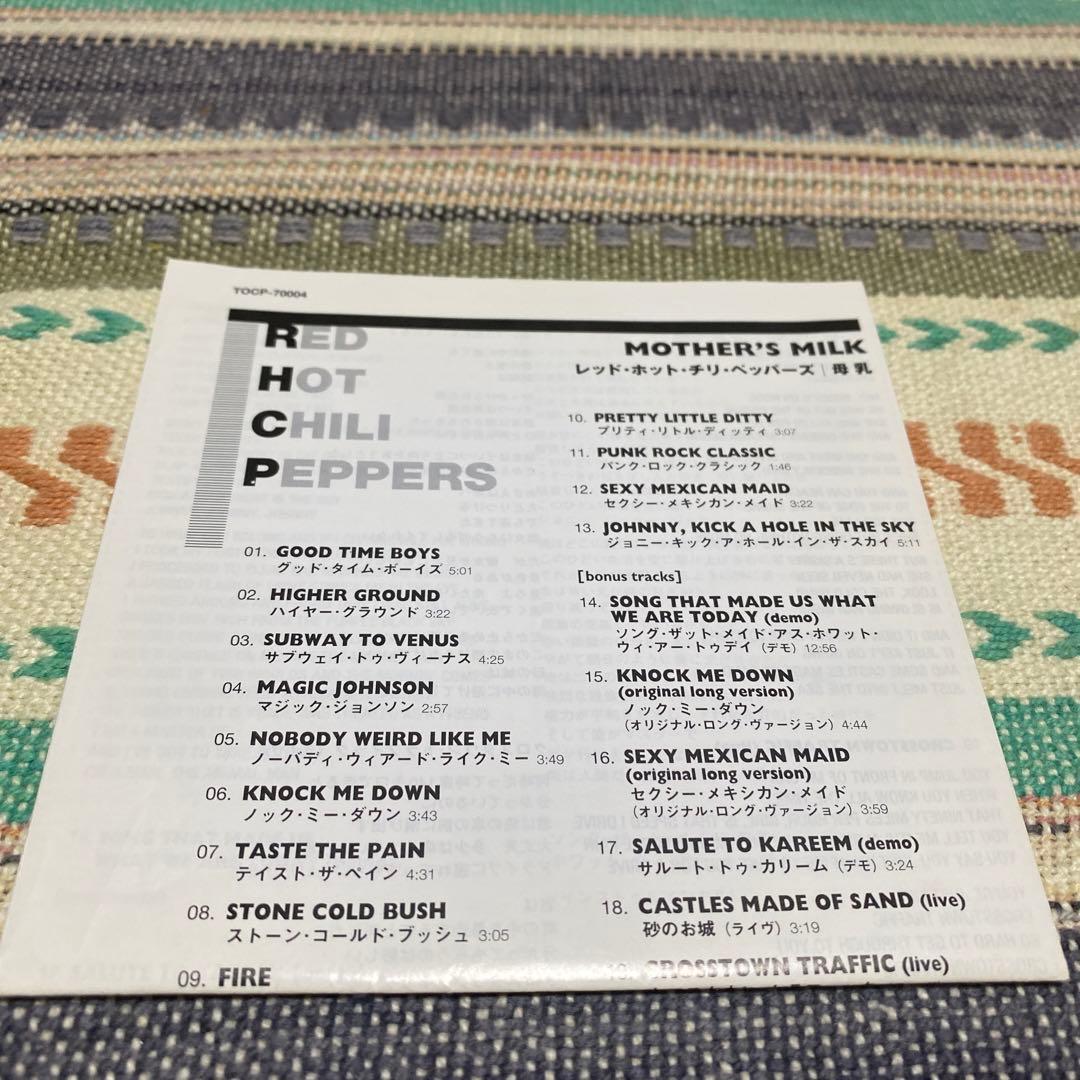 TOCP-70004
RED
HOT
CHILI
PEPPERS
MOTHER'S MILK
レッド・ホット・チリ・ペッパーズ｜母乳
01. GOOD TIME BOYS
グッド・タイム・ボーイズ 5:01
02. HIGHER GROUND
ハイヤー・グラウンド 3:22
03. SUBWAY TO VENUS
サブウェイ・トゥ・ヴィーナス 4:25
04. MAGIC JOHNSON
マジック・ジョンソン 2:57
05. NOBODY WEIRD LIKE ME
ノーバディ・ウィアード・ライク・ミー 3:49
06. KNOCK ME DOWN
ノック・ミー・ダウン 3:43
07. TASTE THE PAIN
テイスト・ザ・ペイン 4:31
08. STONE COLD BUSH
ストーン・コールド・ブッシュ 3:05
09. FIRE
10. PRETTY LITTLE DITTY
プリティ・リトル・ディッティ 3:07
11. PUNK ROCK CLASSIC
パンク・ロック・クラシック 1:46
12. SEXY MEXICAN MAID
セクシー・メキシカン・メイド 3:22
13. JOHNNY, KICK A HOLE IN THE SKY
ジョニー・キック・ア・ホール・イン・ザ・スカイ 5:11
[bonus tracks]
14. SONG THAT MADE US WHAT
WE ARE TODAY (demo)
ソング・ザット・メイド・アス・ホワット・
ウィ・アー・トゥデイ（デモ）12:56
15. KNOCK ME DOWN
(original long version)
ノック・ミー・ダウン
（オリジナル・ロング・ヴァージョン）4:44
16. SEXY MEXICAN MAID
(original long version)
セクシー・メキシカン・メイド
（オリジナル・ロング・ヴァージョン）3:59
17. SALUTE TO KAREEM (demo)
サルート・トゥ・カリーム（デモ）3:24
18. CASTLES MADE OF SAND (live)
砂のお城（ライヴ）3:19
CROSSTOWN TRAFFIC (live)